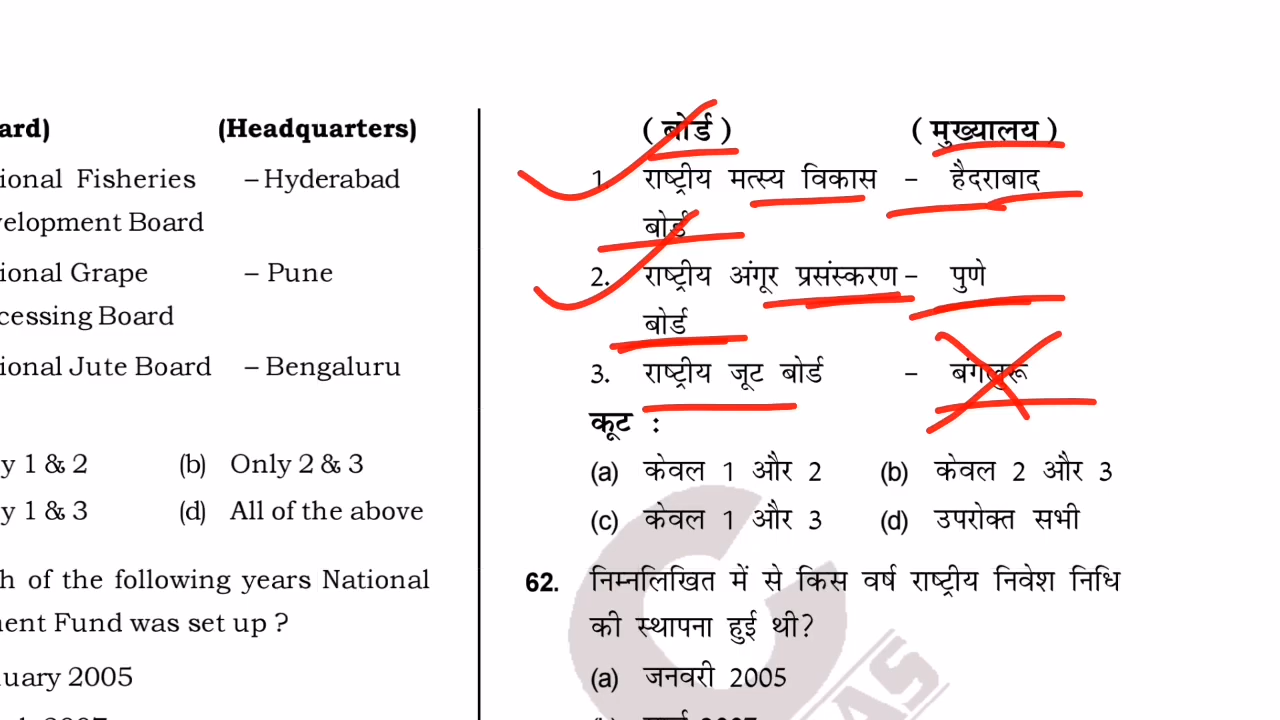 ard)
(Headquarters)
ional Fisheries – Hyderabad
velopment Board
ional Grape – Pune
cessing Board
ional Jute Board – Bengaluru
y 1 & 2 (b) Only 2 & 3
y 1 & 3 (d) All of the above
h of the following years National
ment Fund was set up ?
uary 2005
(बोर्ड) (मुख्यालय)
1. राष्ट्रीय मत्स्य विकास – हैदराबाद
बोर्ड
2. राष्ट्रीय अंगूर प्रसंस्करण – पुणे
बोर्ड
3. राष्ट्रीय जूट बोर्ड – बंगलुरू
कूट :
(a) केवल 1 और 2 (b) केवल 2 और 3
(c) केवल 1 और 3 (d) उपरोक्त सभी
62. निम्नलिखित में से किस वर्ष राष्ट्रीय निवेश निधि
की स्थापना हुई थी?
(a) जनवरी 2005
AS